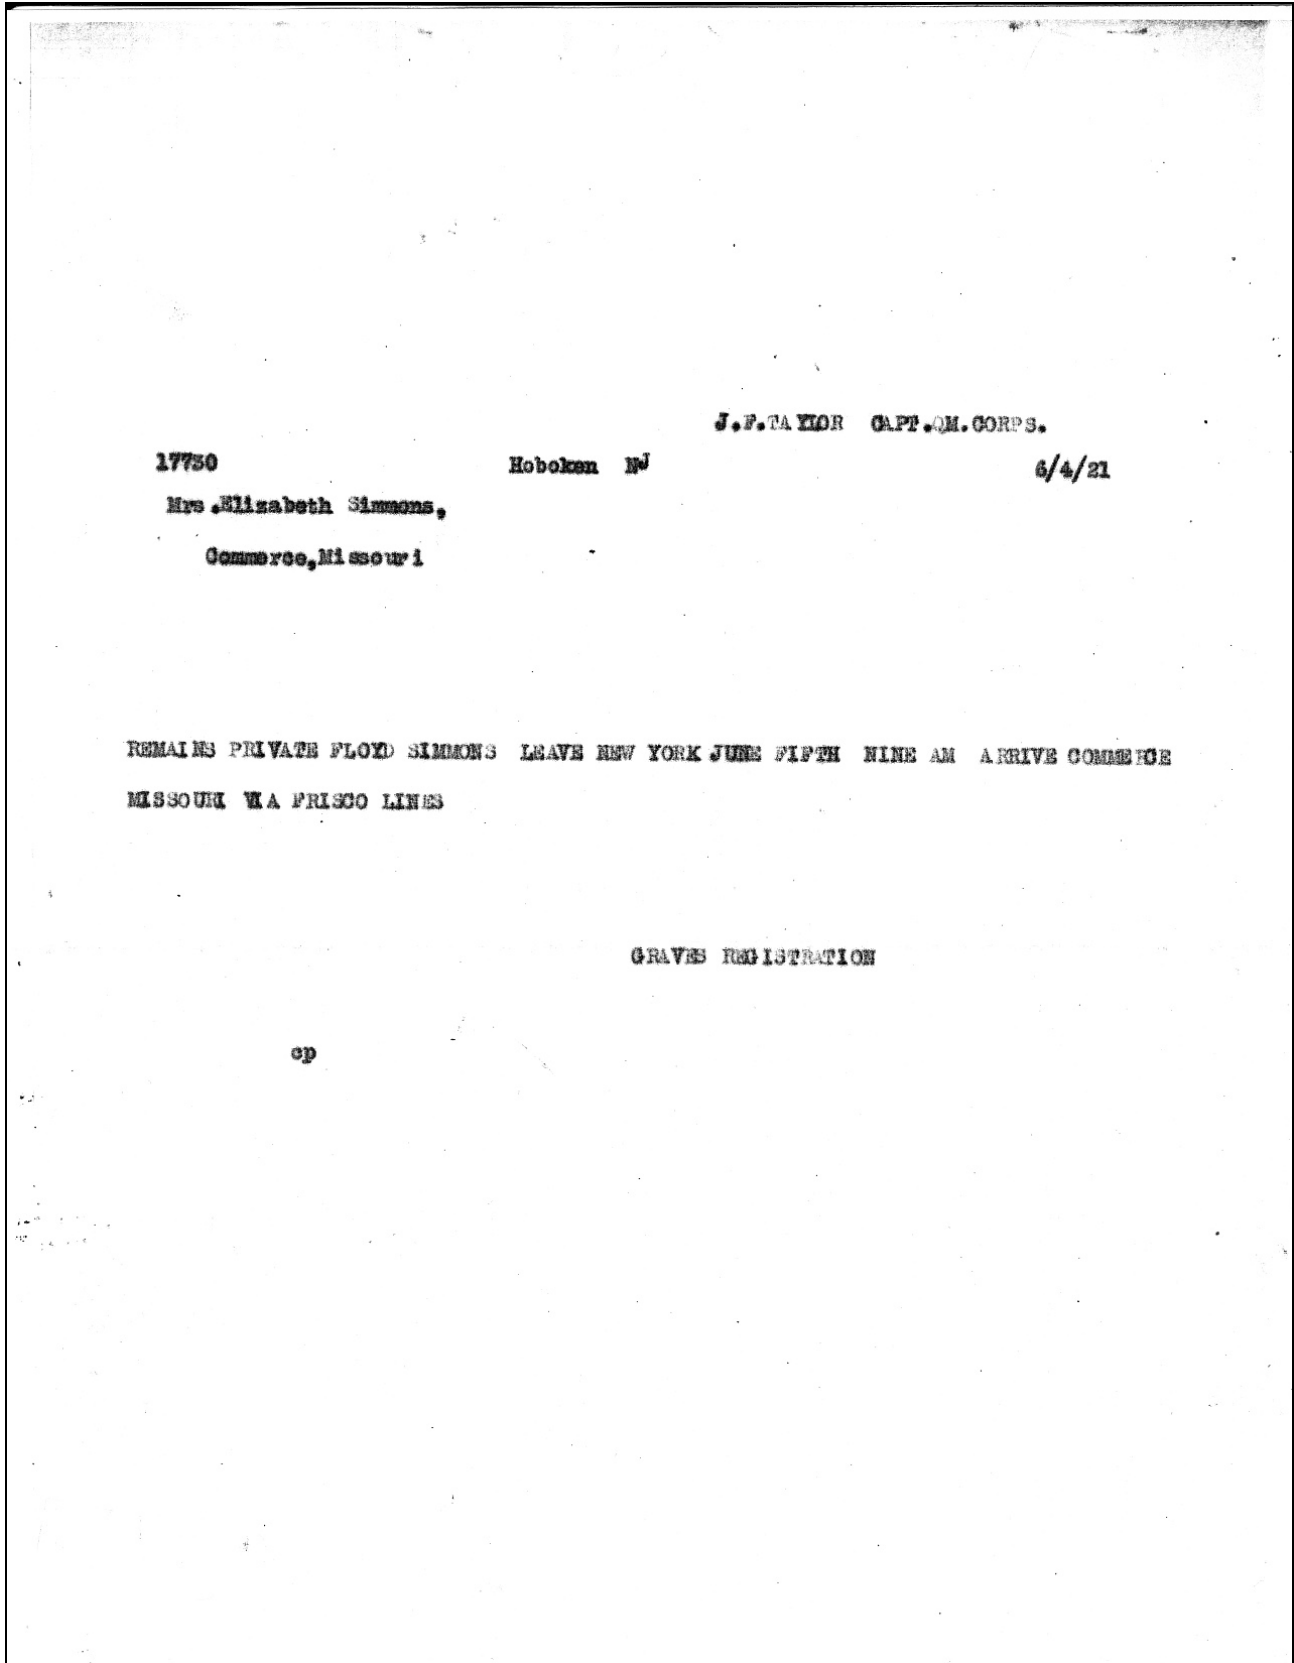 J.F.TAYLOR CAPT.QM.CORPS.
17730 Hoboken NJ 6/4/21
Mrs.Elizabeth Simmons,
Commerce,Missouri
REMAINS PRIVATE FLOYD SIMMONS LEAVE NEW YORK JUNE FIFTH NINE AM ARRIVE COMMERCE
MISSOURI VIA FRISCO LINES
GRAVES REGISTRATION
cp